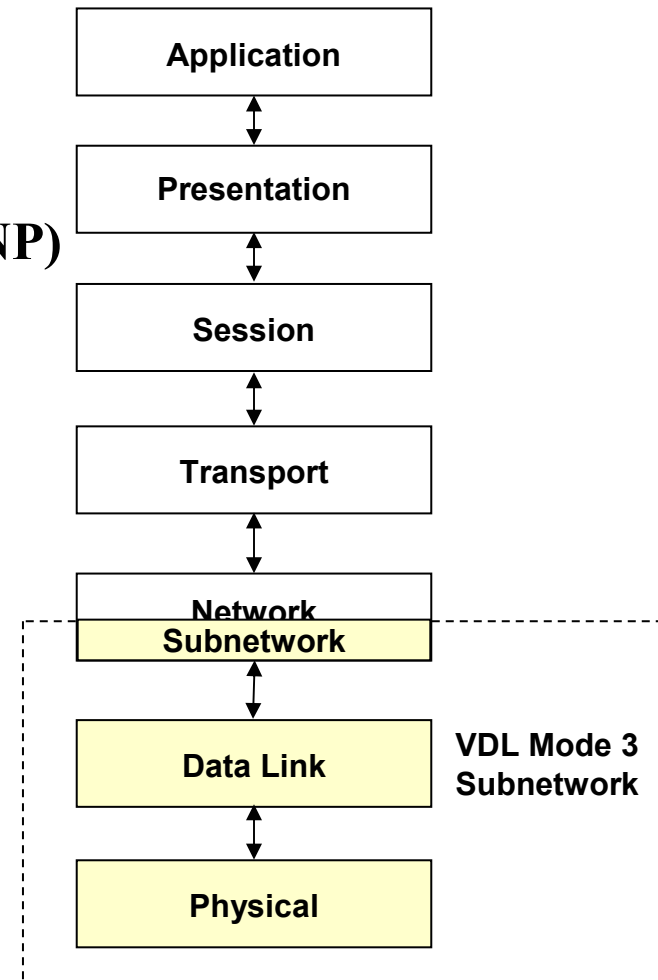 Application
Presentation
NP)
Session
Transport
Network
Subnetwork
Data Link
VDL Mode 3
Subnetwork
Physical